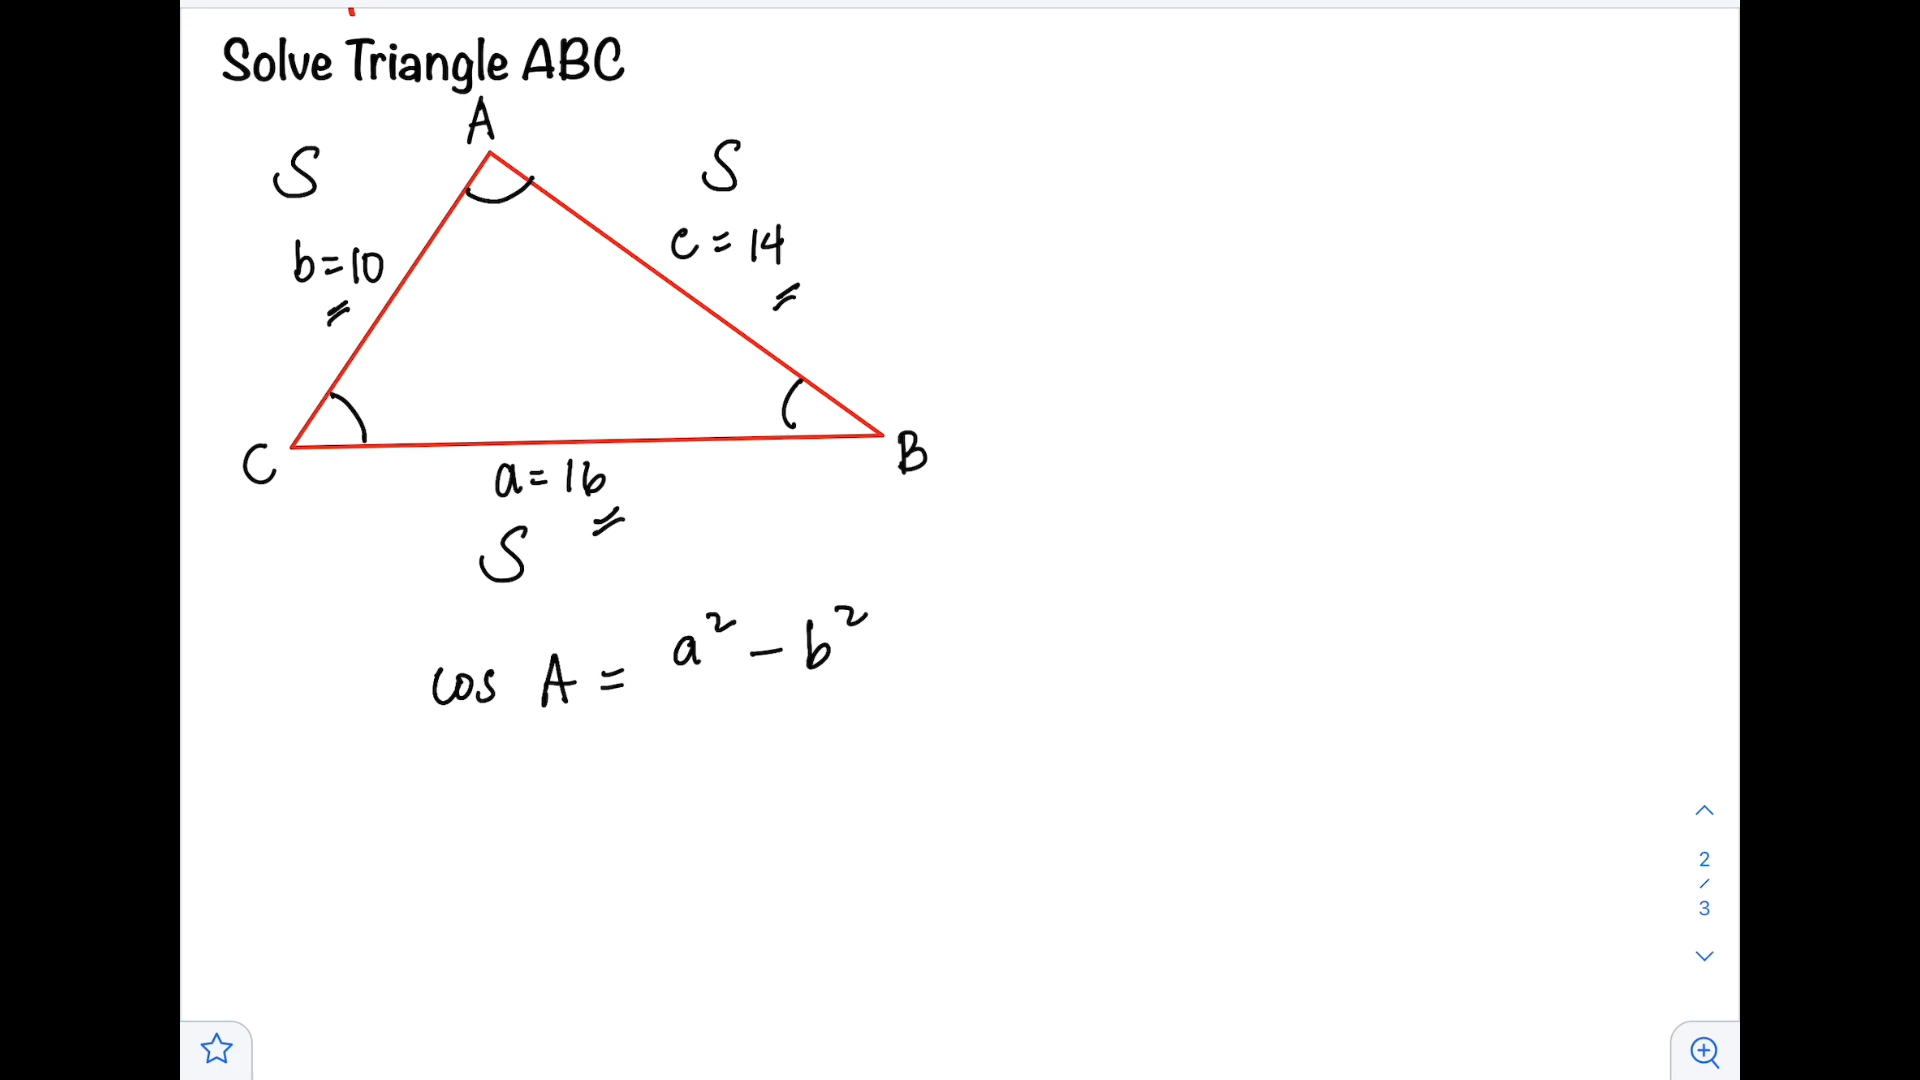 Solve Triangle ABC
A
S
S
b=10
c=14
C
B
a=16
S
cos A = a² - b²
2
/
3